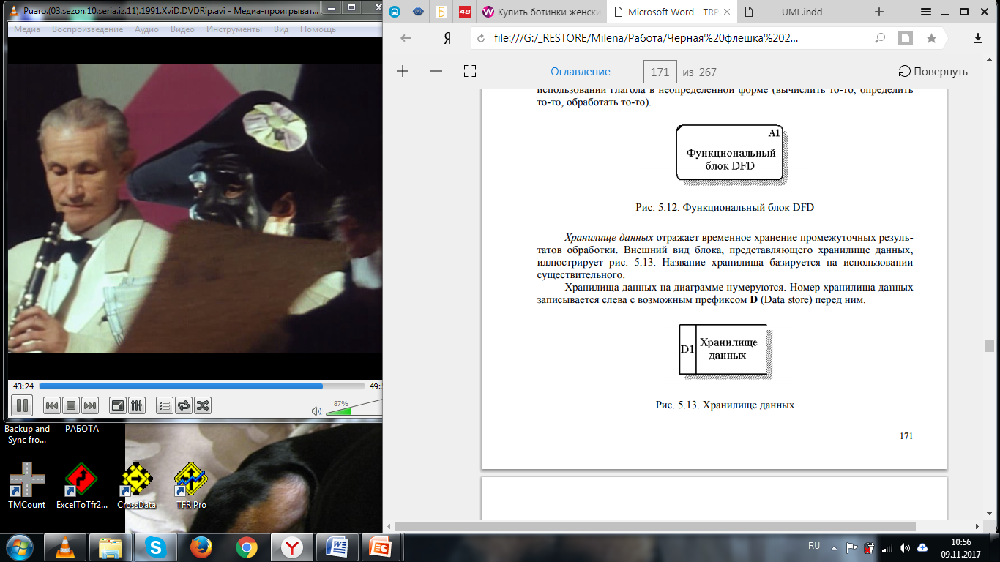 Puaro.(03.sezon.10.seria.iz.11).1991.XviD.DVDRip.avi - Медиа-проигрыват...
Медиа Воспроизведение Аудио Видео Инструменты Вид Помощь
43:24
87%
Backup and
Sync fro...
РАБОТА
TMCount
ExcelToTfr2...
CrossData
TFR Pro
Б
48
Купить ботинки женски
Microsoft Word - TRP
UML.indd
Я
file:///G:/_RESTORE/Milena/Работа/Черная%20флешка%202...
Оглавление
171 из 267
Повернуть
использовании глагола в неопределенной форме (вычислить то-то, определить
то-то, обработать то-то).
A1
Функциональный
блок DFD
Рис. 5.12. Функциональный блок DFD
Хранилище данных отражает временное хранение промежуточных резуль-
татов обработки. Внешний вид блока, представляющего хранилище данных,
иллюстрирует рис. 5.13. Название хранилища базируется на использовании
существительного.
Хранилища данных на диаграмме нумеруются. Номер хранилища данных
записывается слева с возможным префиксом D (Data store) перед ним.
D1
Хранилище
данных
Рис. 5.13. Хранилище данных
171
RU
10:56
09.11.2017